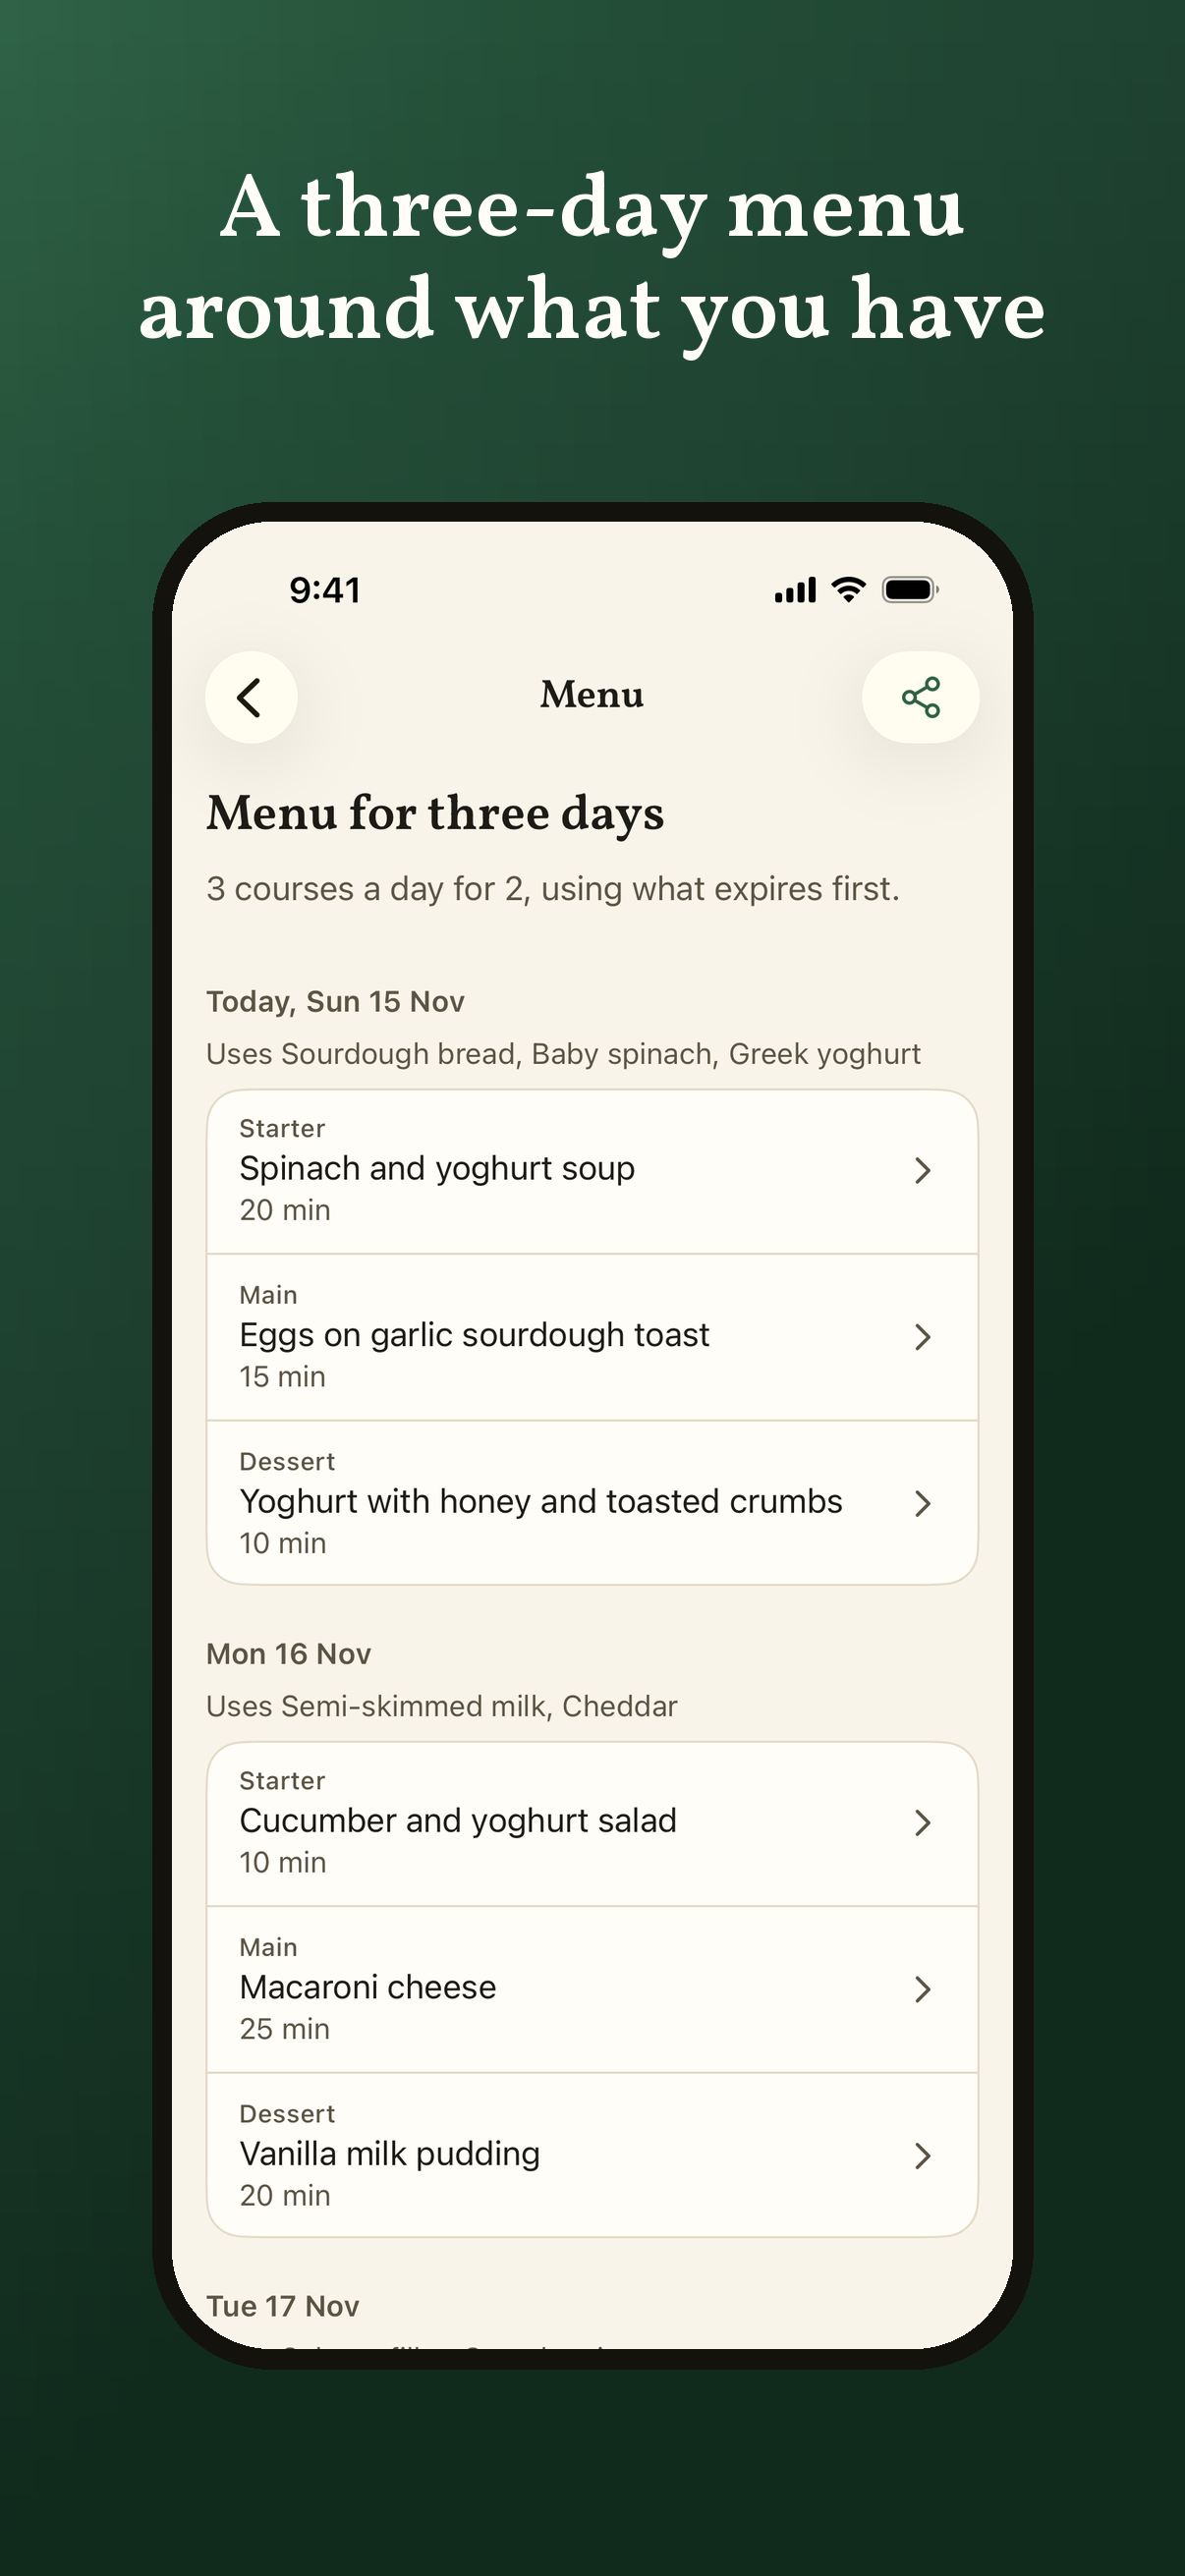 A three-day menu
around what you have
9:41
Menu
Menu for three days
3 courses a day for 2, using what expires first.
Today, Sun 15 Nov
Uses Sourdough bread, Baby spinach, Greek yoghurt
Starter
Spinach and yoghurt soup
20 min
Main
Eggs on garlic sourdough toast
15 min
Dessert
Yoghurt with honey and toasted crumbs
10 min
Mon 16 Nov
Uses Semi-skimmed milk, Cheddar
Starter
Cucumber and yoghurt salad
10 min
Main
Macaroni cheese
25 min
Dessert
Vanilla milk pudding
20 min
Tue 17 Nov